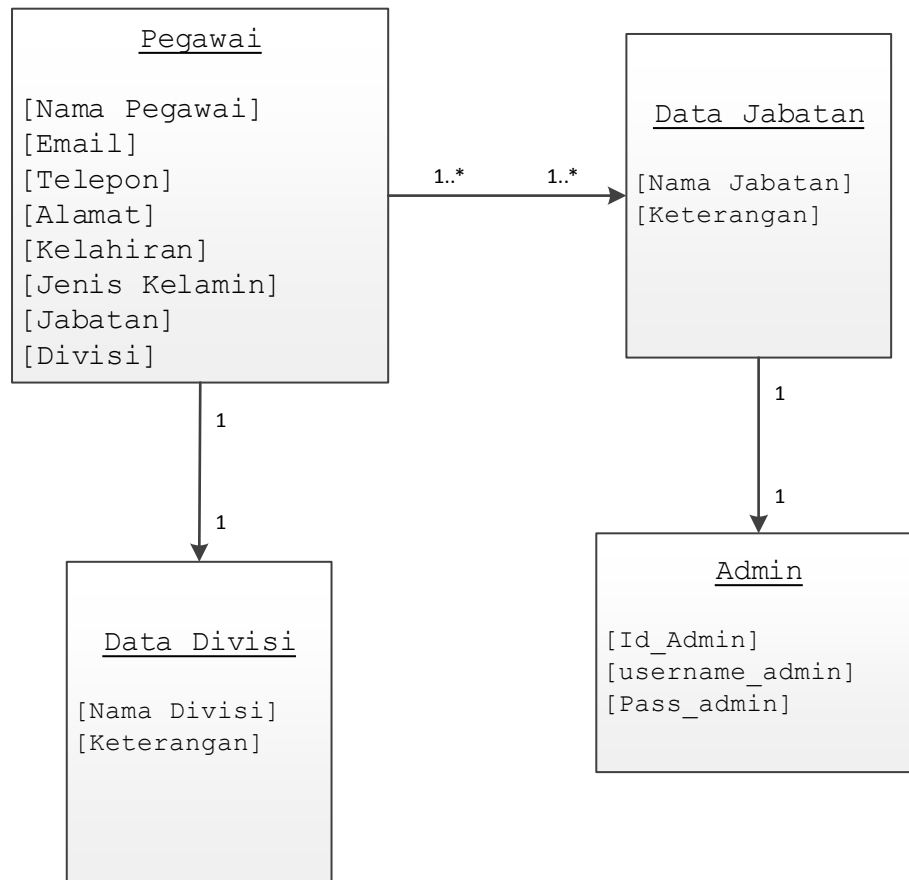 Pegawai
[Nama Pegawai]
[Email]
[Telepon]
[Alamat]
[Kelahiran]
[Jenis Kelamin]
[Jabatan]
[Divisi]
1..*
1..*
Data Jabatan
[Nama Jabatan]
[Keterangan]
1
1
Data Divisi
[Nama Divisi]
[Keterangan]
1
1
Admin
[Id_Admin]
[username_admin]
[Pass_admin]